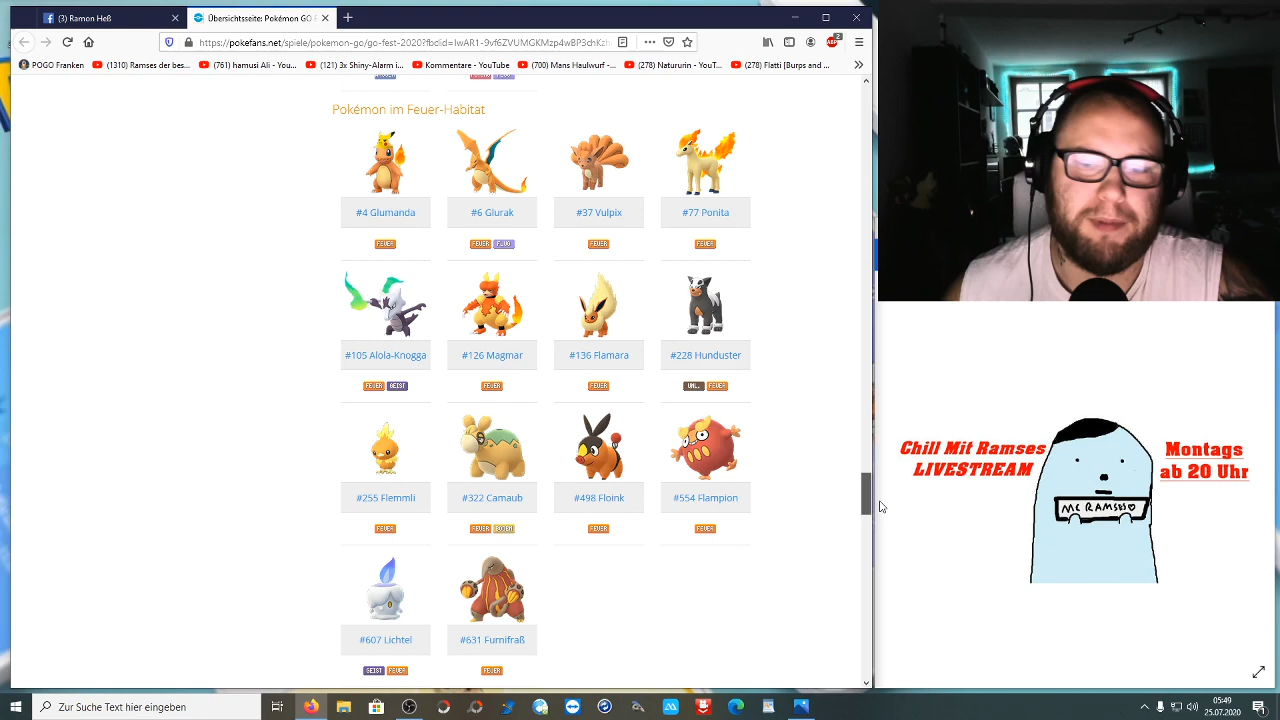 (3) Ramon Heß
Übersichtsseite: Pokémon GO F
https://pokefans.net/spiele/pokemon-go/go-fest-2020?fbclid=IwAR1-9vf6ZVUMGKMzp4wBP3chKzh
POGO Franken
(1310) Ramses der bes...
(761) hamusi Ali - You...
(121) 3x Shiny-Alarm i...
Kommentare - YouTube
(700) Mans Haulwurf -...
(278) Natururin - YouT...
(278) Flatti [Burps and ...
Pokémon im Feuer-Habitat
#4 Glumanda
#6 Glurak
#37 Vulpix
#77 Ponita
FEUER
FEUER FLUG
FEUER
FEUER
#105 Alola-Knogga
#126 Magmar
#136 Flamara
#228 Hunduster
FEUER GEIST
FEUER
FEUER
UNL. FEUER
#255 Flemmli
#322 Camaub
#498 Floink
#554 Flampion
FEUER
FEUER BODEN
FEUER
FEUER
#607 Lichtel
#631 Furnifraß
GEIST FEUER
FEUER
Chill Mit Ramses
LIVESTREAM
Montags
ab 20 Uhr
MC RAMSES
Zur Suche Text hier eingeben
05:49
25.07.2020